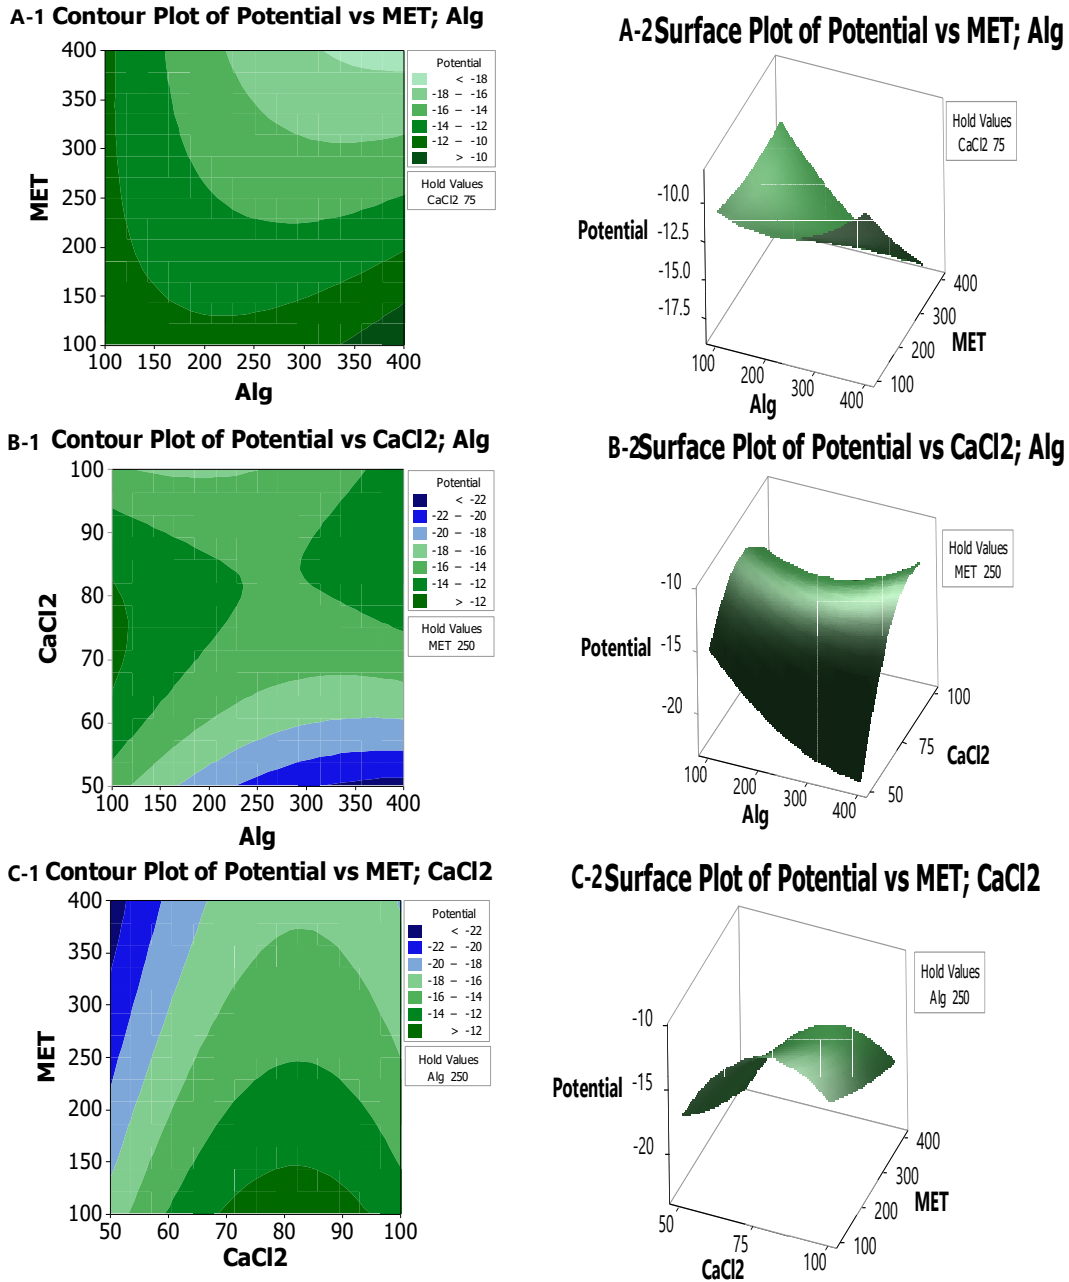 A-1 Contour Plot of Potential vs MET; Alg
400
350
300
250
200
150
100
MET
100 150 200 250 300 350 400
Alg
Potential
< -18
-18 – -16
-16 – -14
-14 – -12
-12 – -10
> -10
Hold Values
CaCl2 75
A-2 Surface Plot of Potential vs MET; Alg
Hold Values
CaCl2 75
-10.0
-12.5
-15.0
-17.5
Potential
100
200
300
400
Alg
400
300
200
100
MET
B-1 Contour Plot of Potential vs CaCl2; Alg
100
90
80
70
60
50
CaCl2
100 150 200 250 300 350 400
Alg
Potential
< -22
-22 – -20
-20 – -18
-18 – -16
-16 – -14
-14 – -12
> -12
Hold Values
MET 250
B-2 Surface Plot of Potential vs CaCl2; Alg
Hold Values
MET 250
-10
-15
-20
Potential
100
200
300
400
Alg
100
75
50
CaCl2
C-1 Contour Plot of Potential vs MET; CaCl2
400
350
300
250
200
150
100
MET
50 60 70 80 90 100
CaCl2
Potential
< -22
-22 – -20
-20 – -18
-18 – -16
-16 – -14
-14 – -12
> -12
Hold Values
Alg 250
C-2 Surface Plot of Potential vs MET; CaCl2
Hold Values
Alg 250
-10
-15
-20
Potential
50
75
100
CaCl2
400
300
200
100
MET